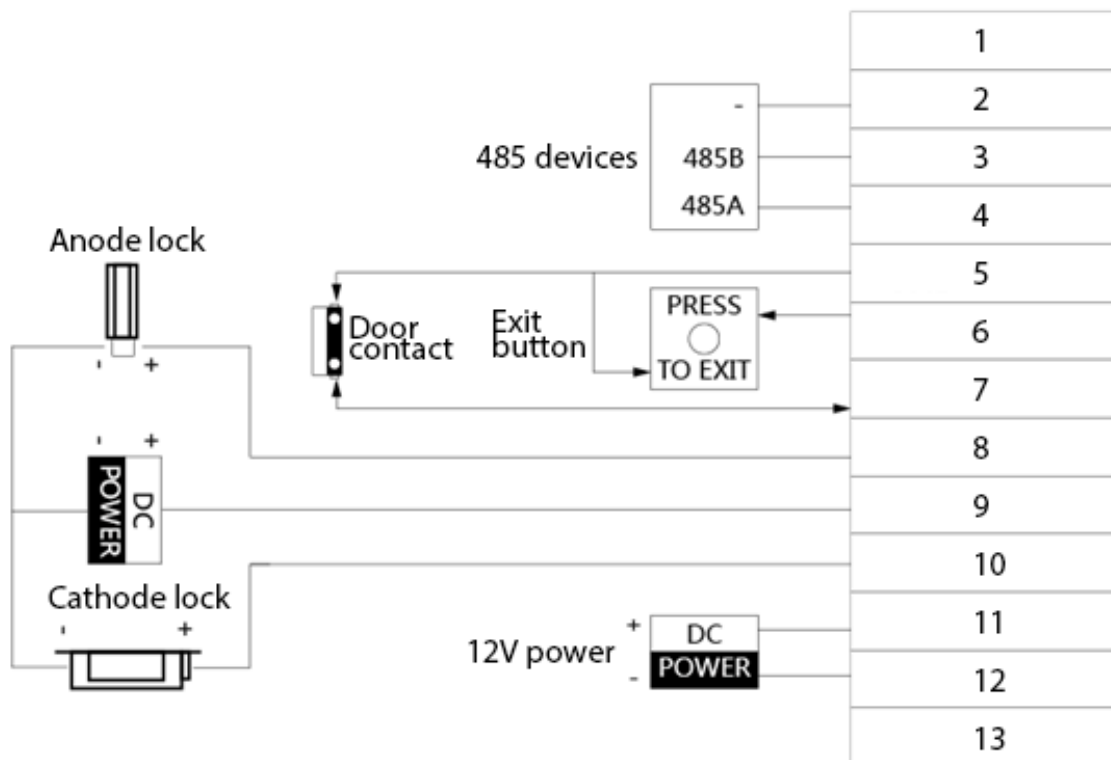 1
-
2
485 devices
485B
3
485A
4
Anode lock
5
PRESS
Door
contact
Exit
button
6
TO EXIT
- +
7
- +
8
DC
POWER
9
10
Cathode lock
- +
11
+
DC
12V power
POWER
-
12
13